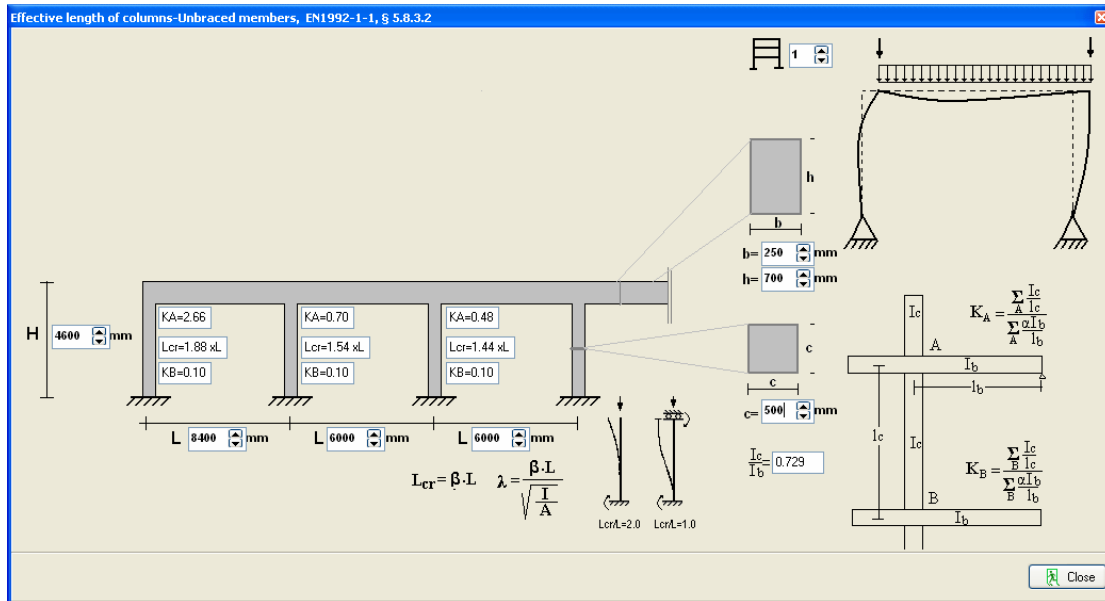 Effective length of columns-Unbraced members, EN1992-1-1, § 5.8.3.2
1
h
b
b= 250 mm
h= 700 mm
H 4600 mm
KA=2.66
Lcr=1.88 xL
KB=0.10
KA=0.70
Lcr=1.54 xL
KB=0.10
KA=0.48
Lcr=1.44 xL
KB=0.10
L 8400 mm
L 6000 mm
L 6000 mm
c
c
c= 500 mm
Ic/Ib= 0.729
Lcr = β·L
λ = β·L / √(I/A)
Lcr/L=2.0
Lcr/L=1.0
Ic
A
Ib
lb
lc
Ic
B
Ib
KA = (ΣA Ic/lc) / (ΣA αIb/lb)
KB = (ΣB Ic/lc) / (ΣB αIb/lb)
Close